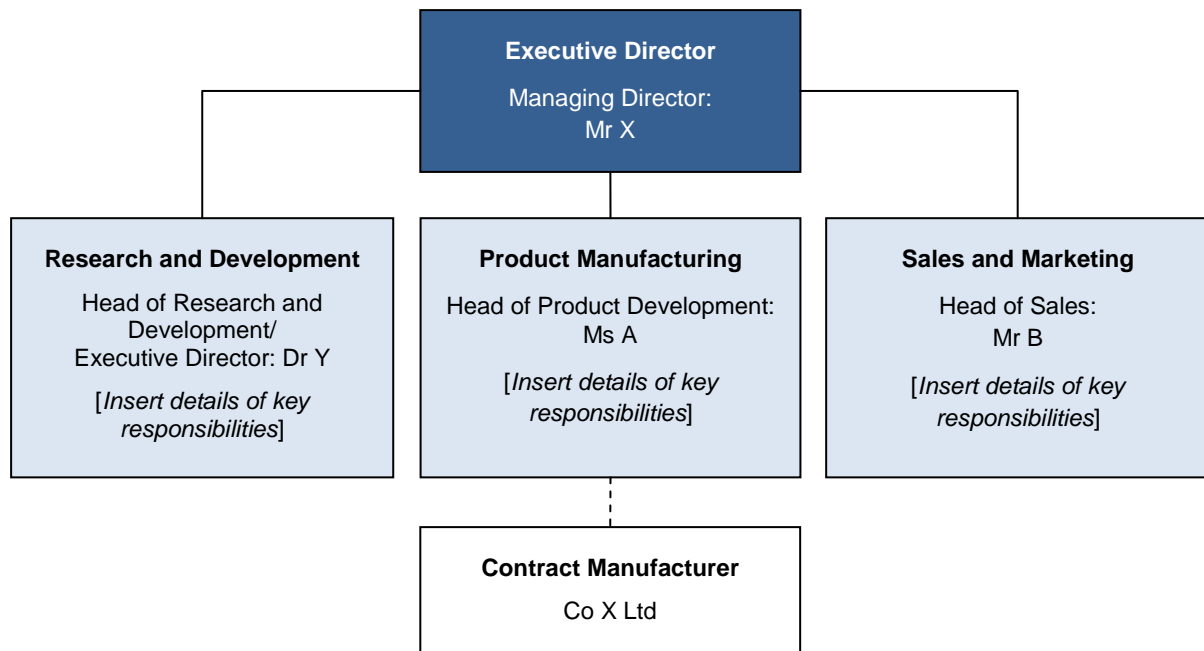 Executive Director
Managing Director:
Mr X
Research and Development
Head of Research and
Development/
Executive Director: Dr Y
[Insert details of key
responsibilities]
Product Manufacturing
Head of Product Development:
Ms A
[Insert details of key
responsibilities]
Sales and Marketing
Head of Sales:
Mr B
[Insert details of key
responsibilities]
Contract Manufacturer
Co X Ltd